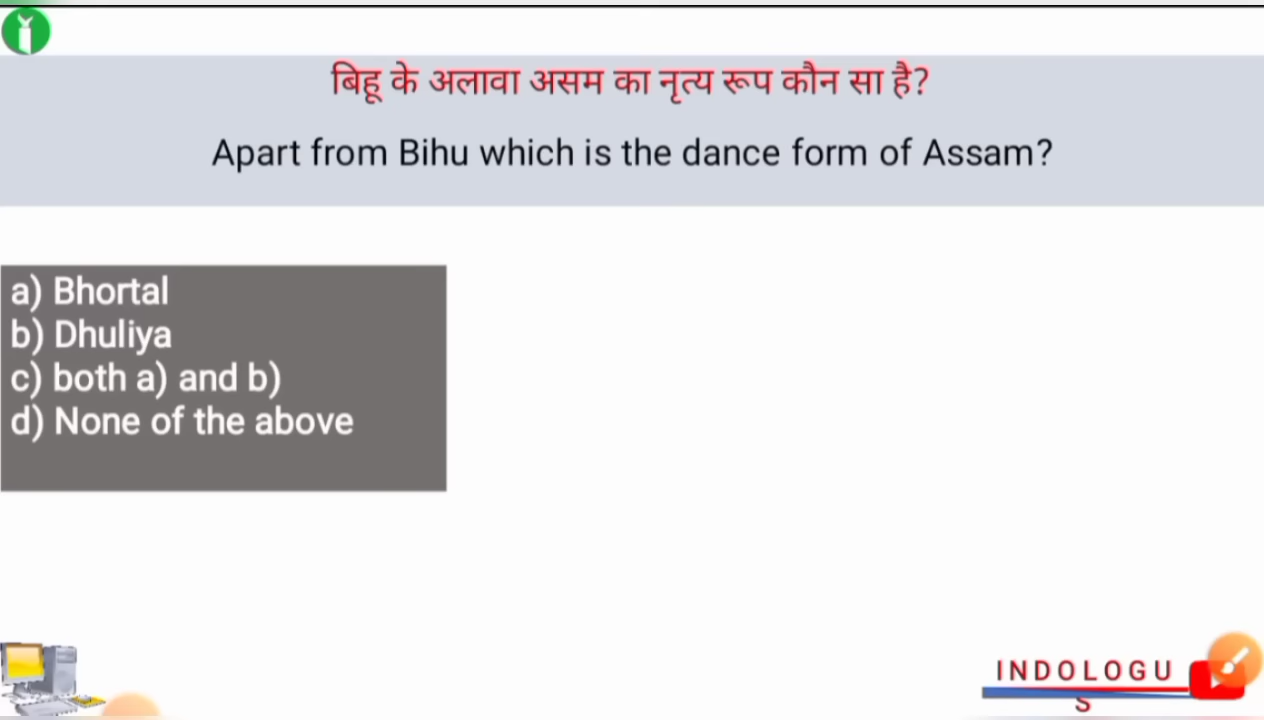 बिहू के अलावा असम का नृत्य रूप कौन सा है?
Apart from Bihu which is the dance form of Assam?
a) Bhortal
b) Dhuliya
c) both a) and b)
d) None of the above
INDOLOGU
S